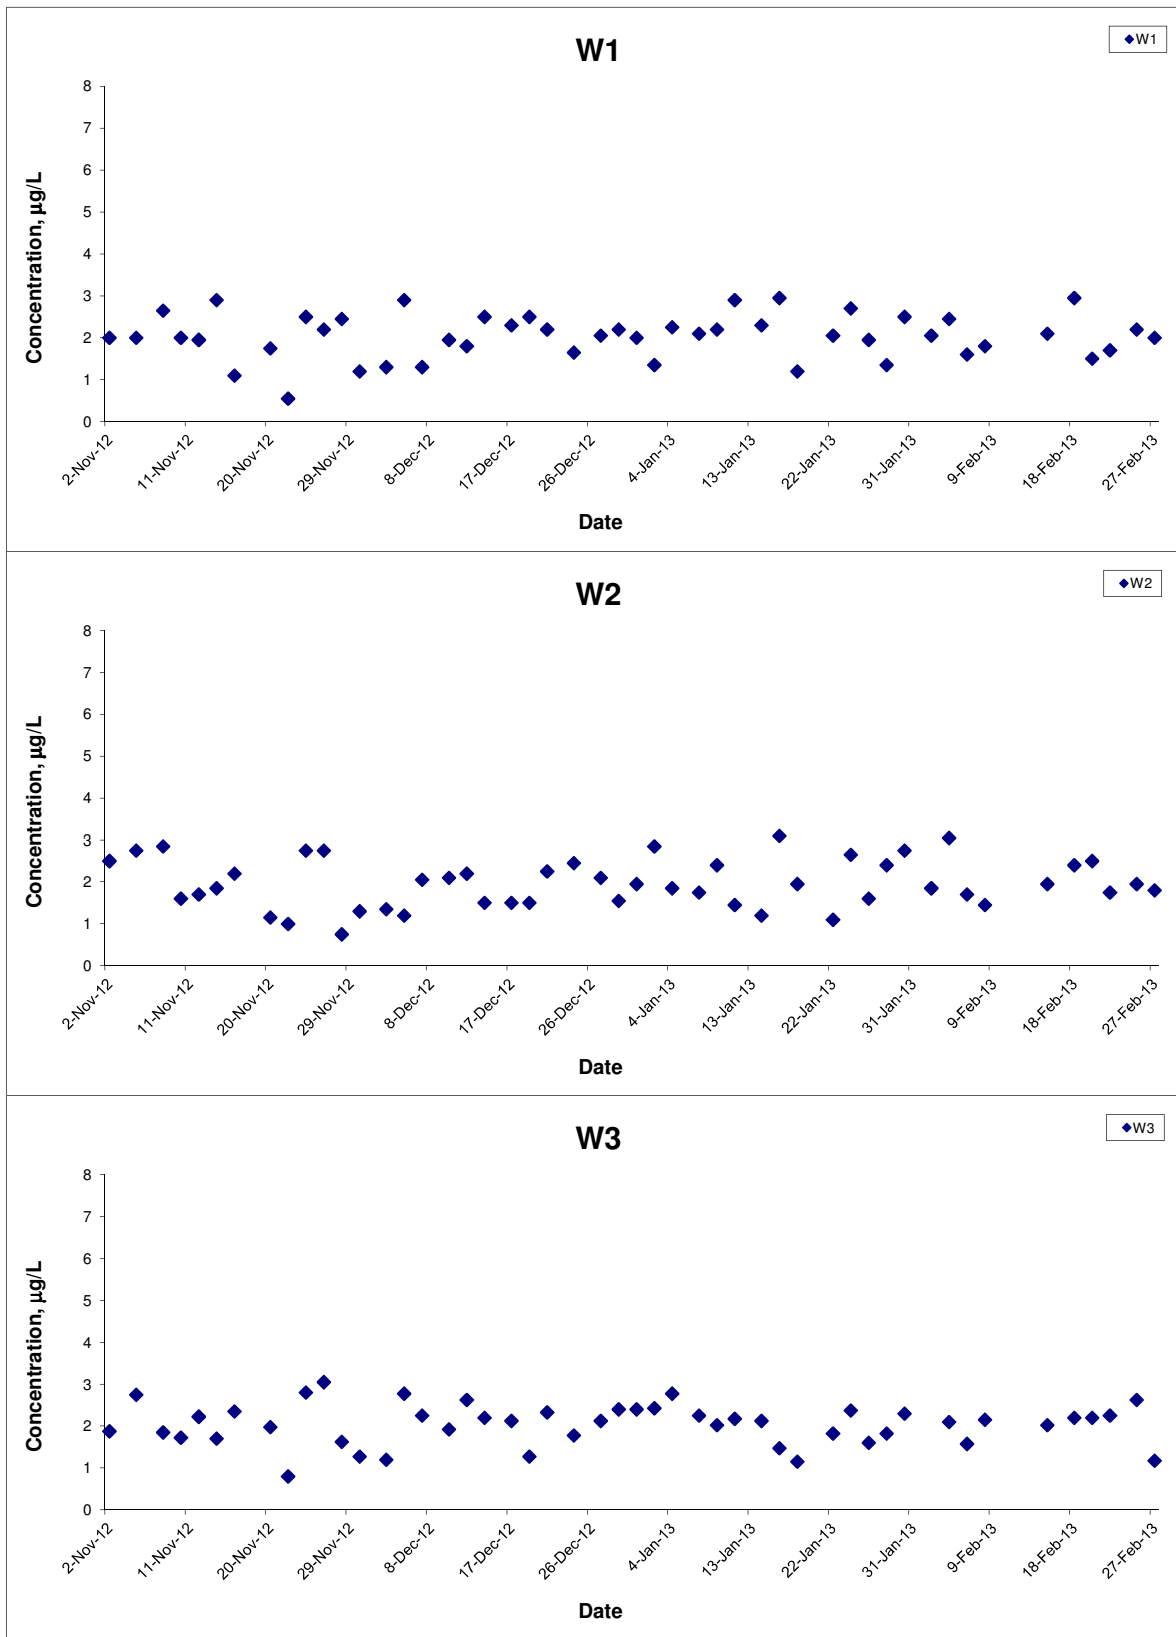 W1
W1
8
7
6
5
4
3
2
1
0
Concentration, µg/L
2-Nov-12
11-Nov-12
20-Nov-12
29-Nov-12
8-Dec-12
17-Dec-12
26-Dec-12
4-Jan-13
13-Jan-13
22-Jan-13
31-Jan-13
9-Feb-13
18-Feb-13
27-Feb-13
Date
W2
W2
8
7
6
5
4
3
2
1
0
Concentration, µg/L
2-Nov-12
11-Nov-12
20-Nov-12
29-Nov-12
8-Dec-12
17-Dec-12
26-Dec-12
4-Jan-13
13-Jan-13
22-Jan-13
31-Jan-13
9-Feb-13
18-Feb-13
27-Feb-13
Date
W3
W3
8
7
6
5
4
3
2
1
0
Concentration, µg/L
2-Nov-12
11-Nov-12
20-Nov-12
29-Nov-12
8-Dec-12
17-Dec-12
26-Dec-12
4-Jan-13
13-Jan-13
22-Jan-13
31-Jan-13
9-Feb-13
18-Feb-13
27-Feb-13
Date